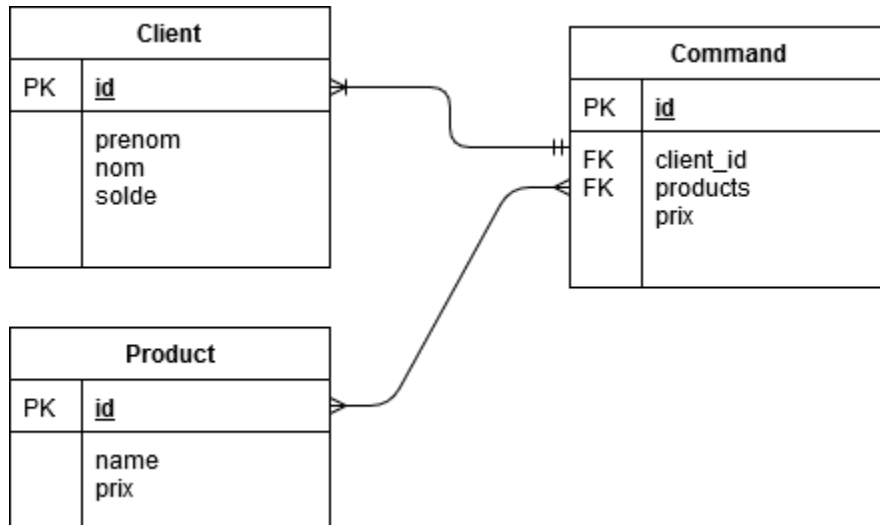 Client
PK id
prenom
nom
solde
Command
PK id
FK client_id
FK products
prix
Product
PK id
name
prix